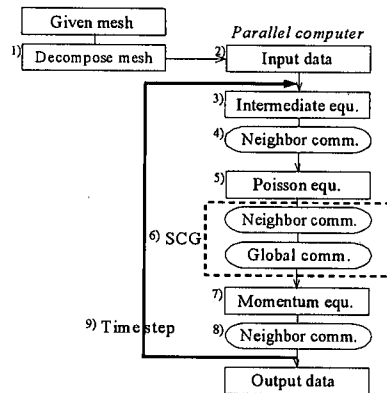 Given mesh
Parallel computer
1) Decompose mesh
2) Input data
3) Intermediate equ.
4) Neighbor comm.
5) Poisson equ.
Neighbor comm.
6) SCG
Global comm.
7) Momentum equ.
9) Time step
8) Neighbor comm.
Output data